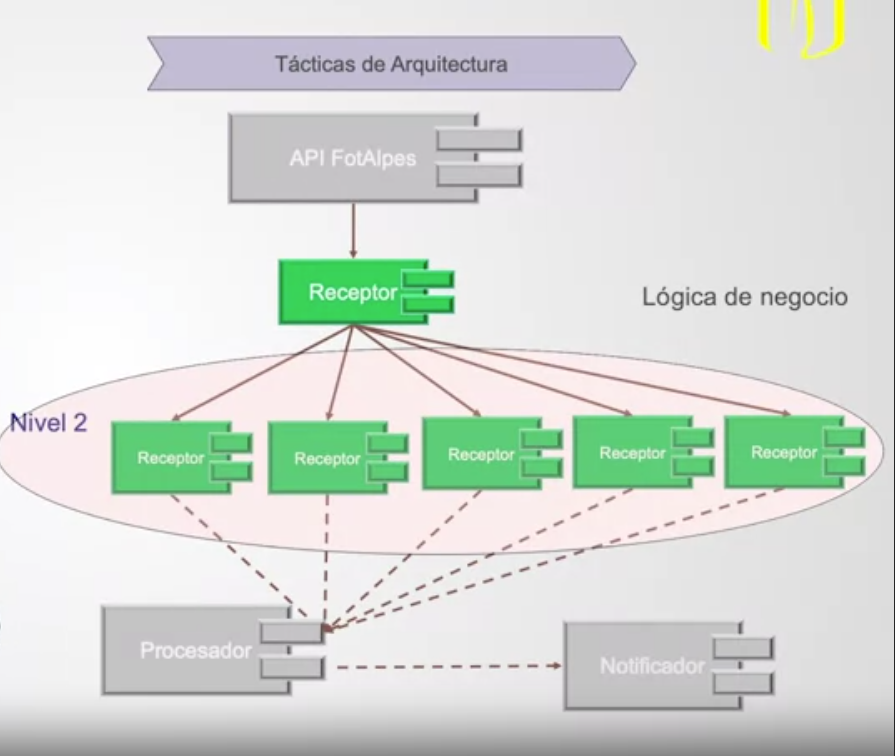 Tácticas de Arquitectura
API FotAlpes
Receptor
Lógica de negocio
Nivel 2
Receptor
Receptor
Receptor
Receptor
Receptor
Procesador
Notificador